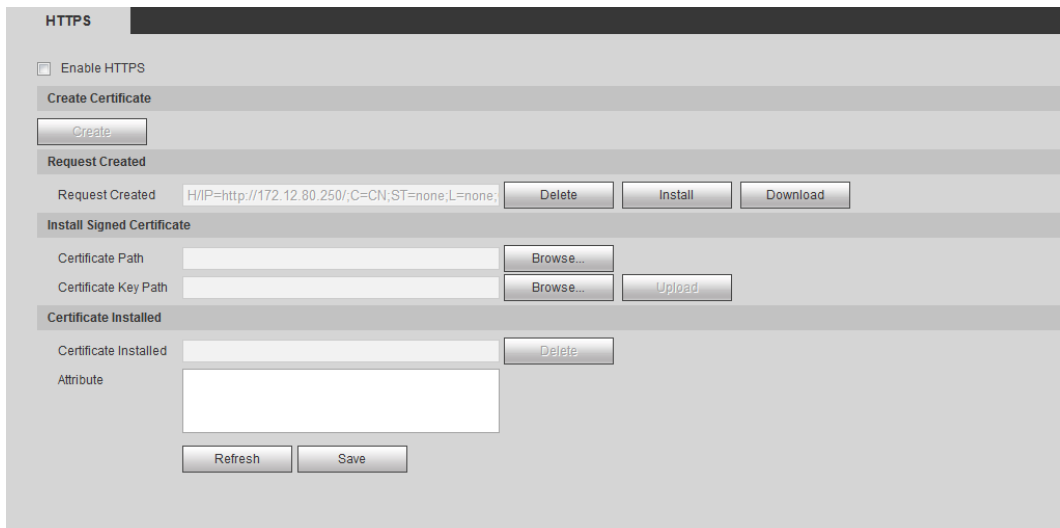 HTTPS
Enable HTTPS
Create Certificate
Create
Request Created
Request Created H/IP=http://172.12.80.250/;C=CN;ST=none;L=none; Delete Install Download
Install Signed Certificate
Certificate Path Browse...
Certificate Key Path Browse... Upload
Certificate Installed
Certificate Installed Delete
Attribute
Refresh Save